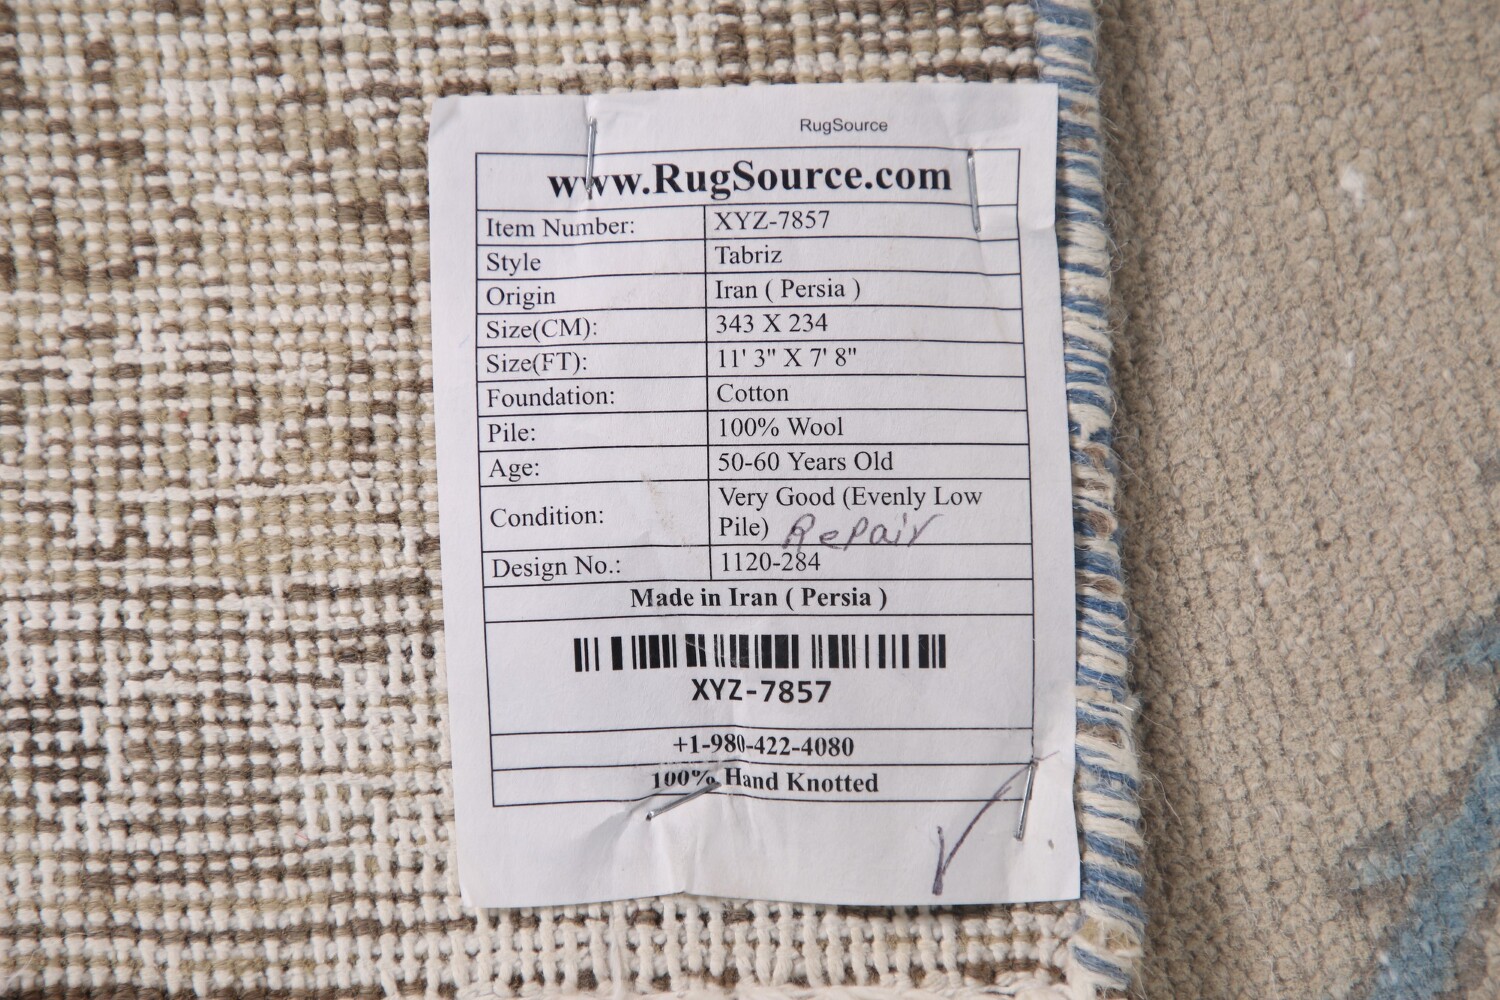 RugSource
www.RugSource.com
Item Number: XYZ-7857
Style Tabriz
Origin Iran ( Persia )
Size(CM): 343 X 234
Size(FT): 11' 3" X 7' 8"
Foundation: Cotton
Pile: 100% Wool
Age: 50-60 Years Old
Condition: Very Good (Evenly Low
Pile) Repair
Design No.: 1120-284
Made in Iran ( Persia )
XYZ-7857
+1-980-422-4080
100% Hand Knotted